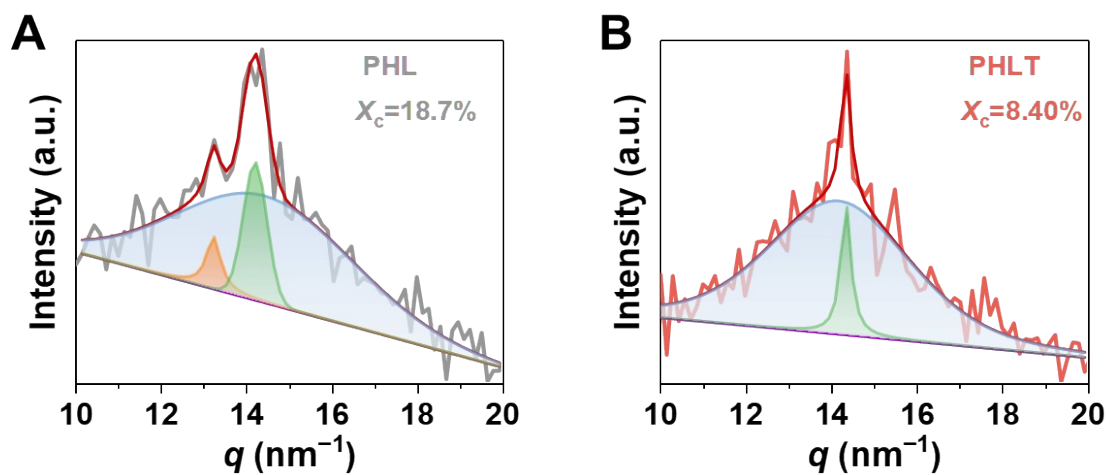 A
PHL
Xc=18.7%
Intensity (a.u.)
10 12 14 16 18 20
q (nm⁻¹)
B
PHLT
Xc=8.40%
Intensity (a.u.)
10 12 14 16 18 20
q (nm⁻¹)